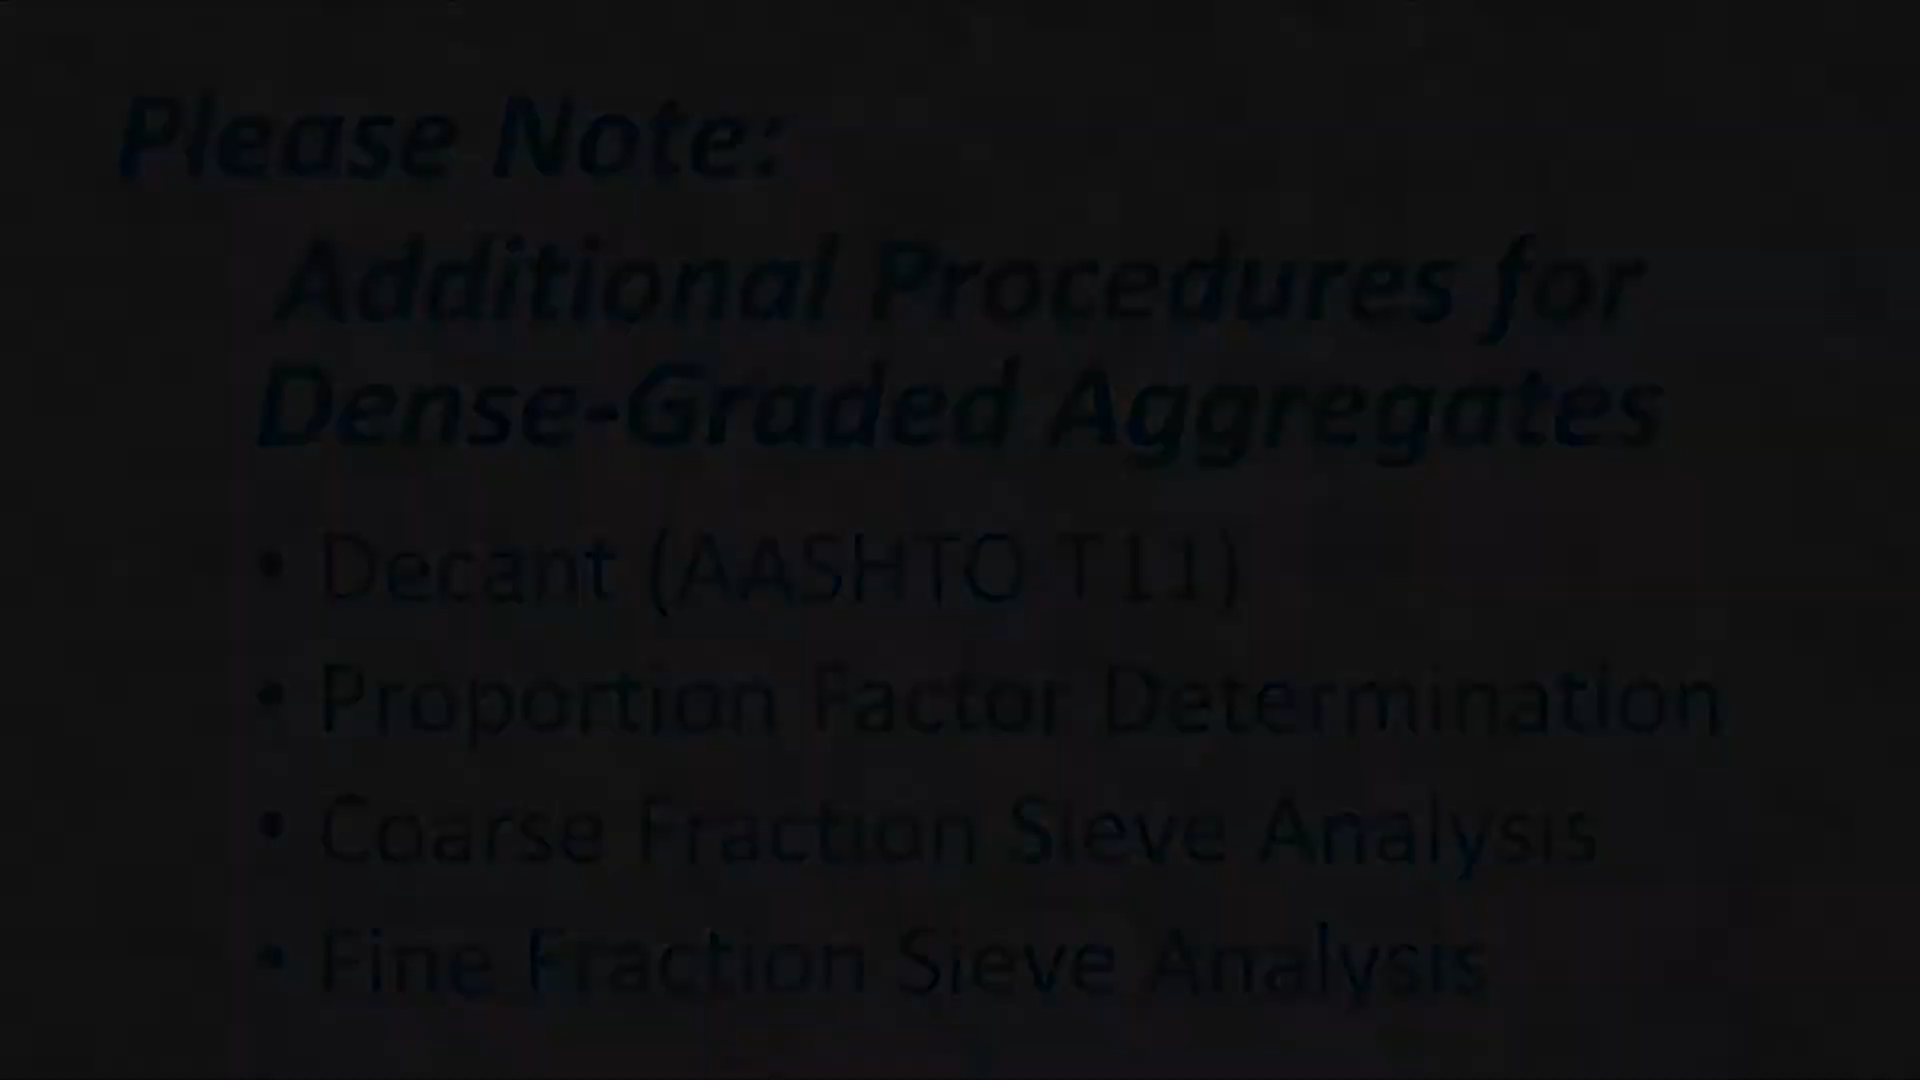 Please Note:
Additional Procedures for
Dense-Graded Aggregates
• Decant (AASHTO T11)
• Proportion Factor Determination
• Coarse Fraction Sieve Analysis
• Fine Fraction Sieve Analysis